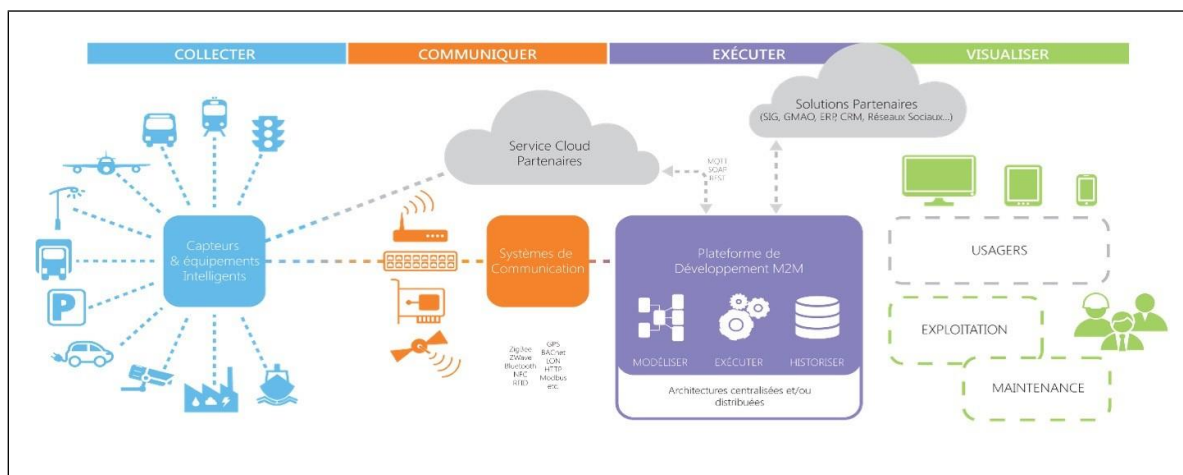 COLLECTER
COMMUNIQUER
EXÉCUTER
VISUALISER
Solutions Partenaires
(SIG, GMAO, ERP, CRM, Réseaux Sociaux...)
Service Cloud
Partenaires
MQTT
SOAP
REST
Capteurs
& équipements
Intelligents
P
Systèmes de
Communication
ZigBee
ZWave
Bluetooth
NFC
RFID
GPS
BACnet
LON
HTTP
Modbus
etc.
Plateforme de
Développement M2M
MODÉLISER
EXÉCUTER
HISTORISER
Architectures centralisées et/ou
distribuées
USAGERS
EXPLOITATION
MAINTENANCE